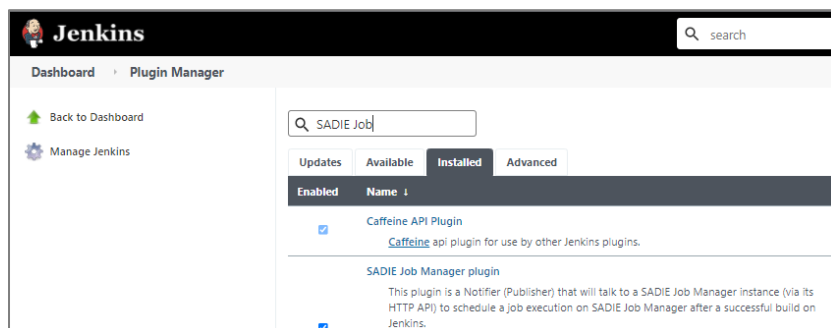 Jenkins
search
Dashboard Plugin Manager
Back to Dashboard
Manage Jenkins
SADIE Job
Updates Available Installed Advanced
Enabled Name ↓
Caffeine API Plugin
Caffeine api plugin for use by other Jenkins plugins.
SADIE Job Manager plugin
This plugin is a Notifier (Publisher) that will talk to a SADIE Job Manager instance (via its
HTTP API) to schedule a job execution on SADIE Job Manager after a successful build on
Jenkins.